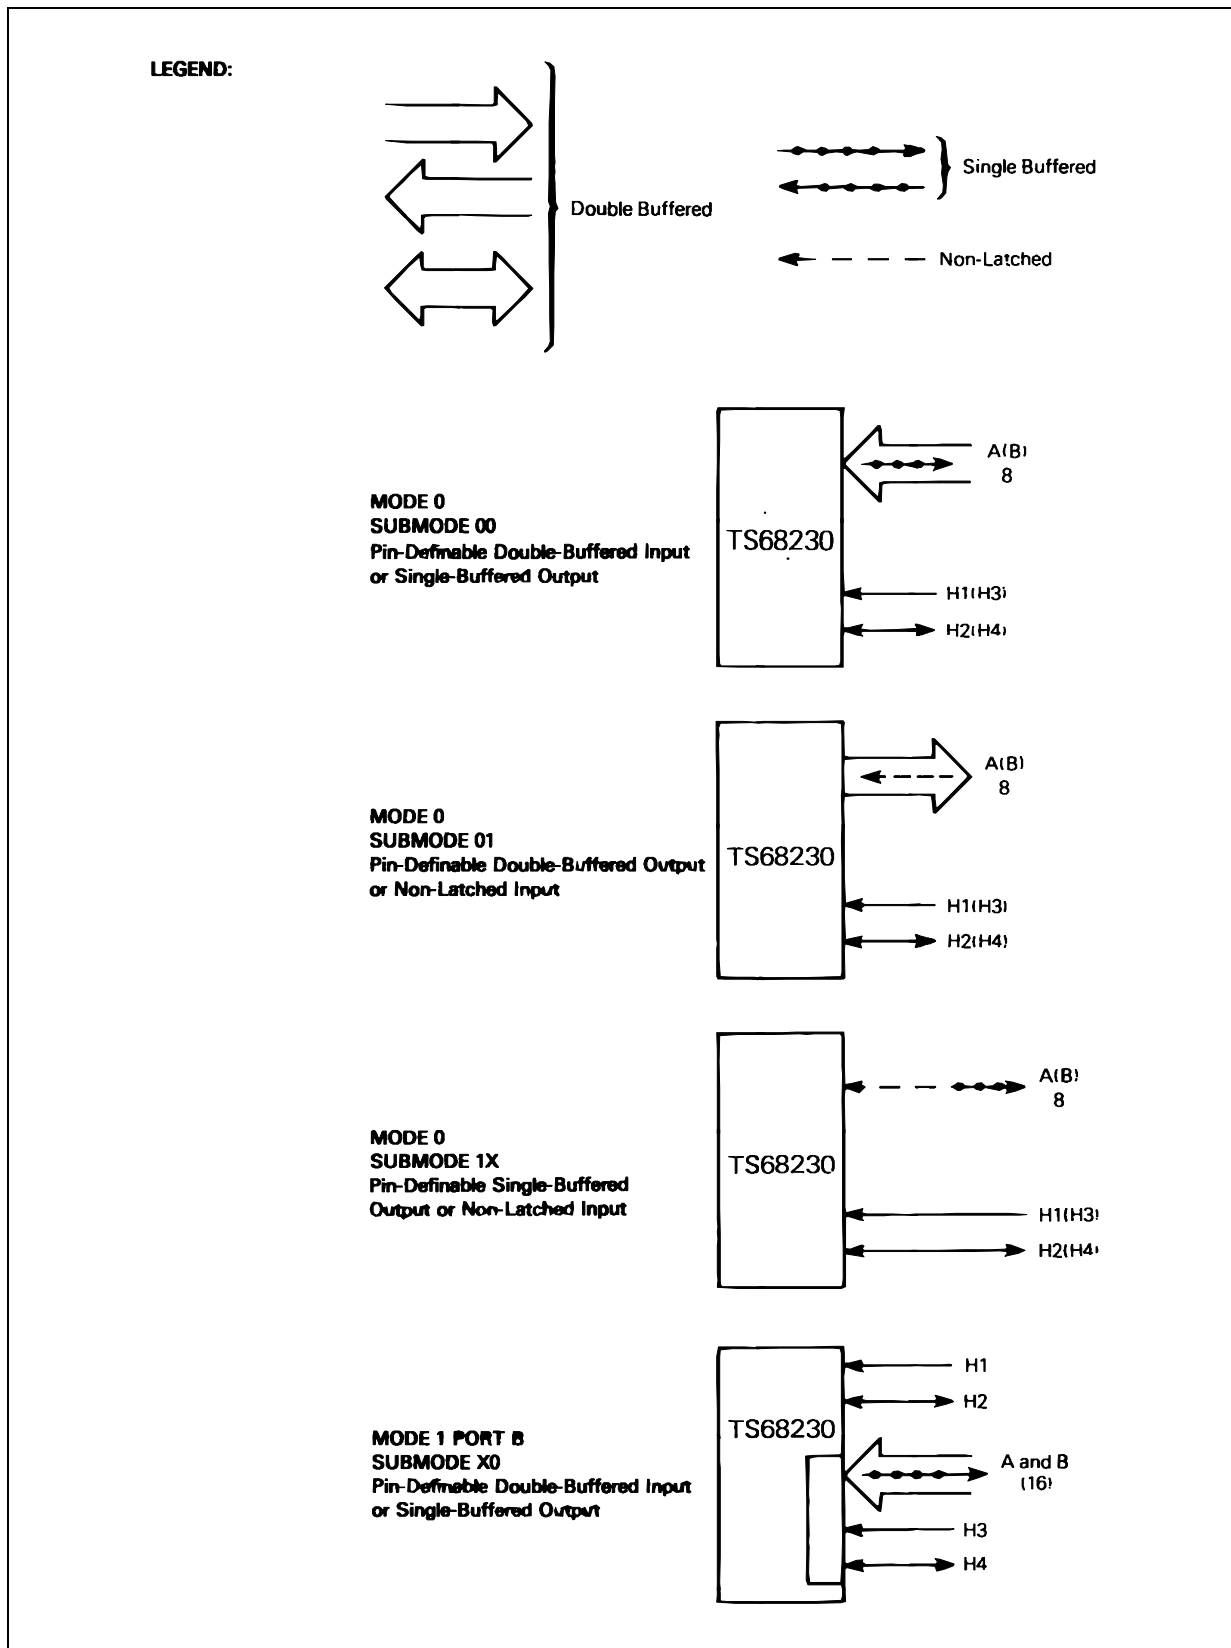 LEGEND:
Double Buffered
Single Buffered
Non-Latched
MODE 0
SUBMODE 00
Pin-Definable Double-Buffered Input
or Single-Buffered Output
TS68230
A(B)
8
H1(H3)
H2(H4)
MODE 0
SUBMODE 01
Pin-Definable Double-Buffered Output
or Non-Latched Input
TS68230
A(B)
8
H1(H3)
H2(H4)
MODE 0
SUBMODE 1X
Pin-Definable Single-Buffered
Output or Non-Latched Input
TS68230
A(B)
8
H1(H3)
H2(H4)
MODE 1 PORT B
SUBMODE X0
Pin-Definable Double-Buffered Input
or Single-Buffered Output
TS68230
H1
H2
A and B
(16)
H3
H4